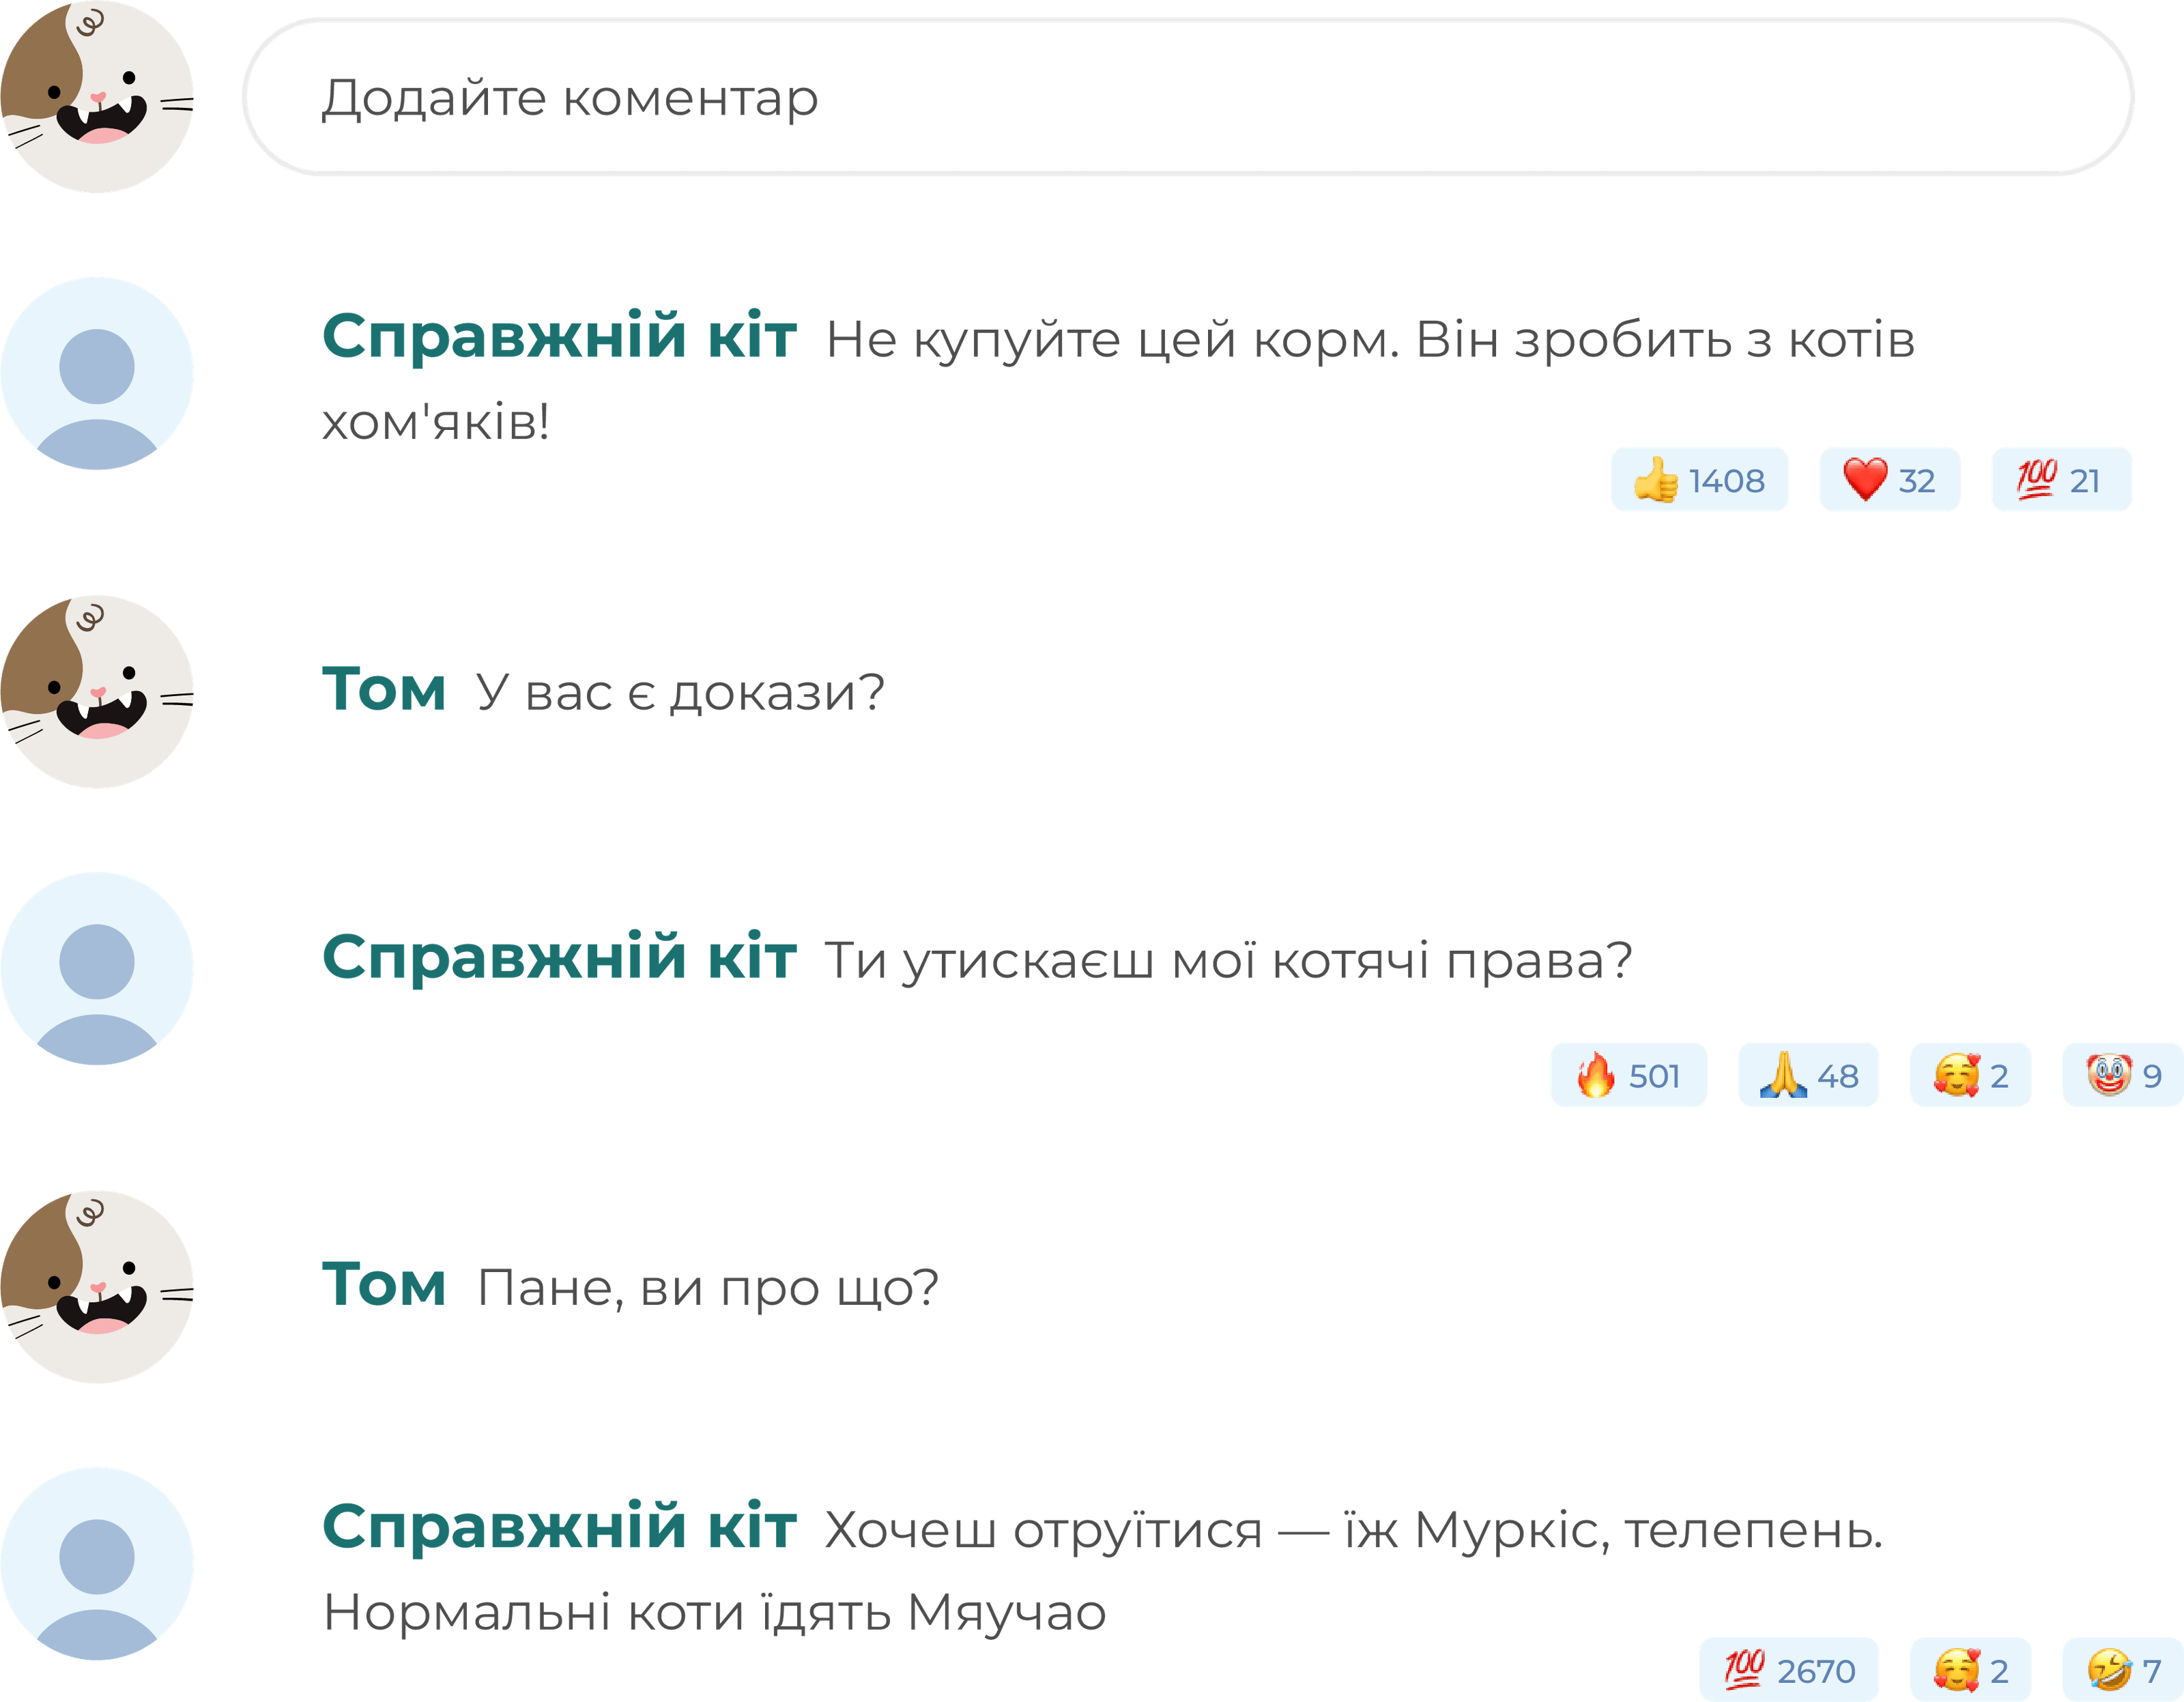 Додайте коментар
Справжній кіт Не купуйте цей корм. Він зробить з котів
хом'яків!
👍 1408 ❤️ 32 💯 21
Том У вас є докази?
Справжній кіт Ти утискаєш мої котячі права?
🔥 501 🙏 48 🥰 2 🤡 9
Том Пане, ви про що?
Справжній кіт Хочеш отруїтися — їж Муркіс, телепень.
Нормальні коти їдять Мяучао
💯 2670 🥰 2 🤣 7